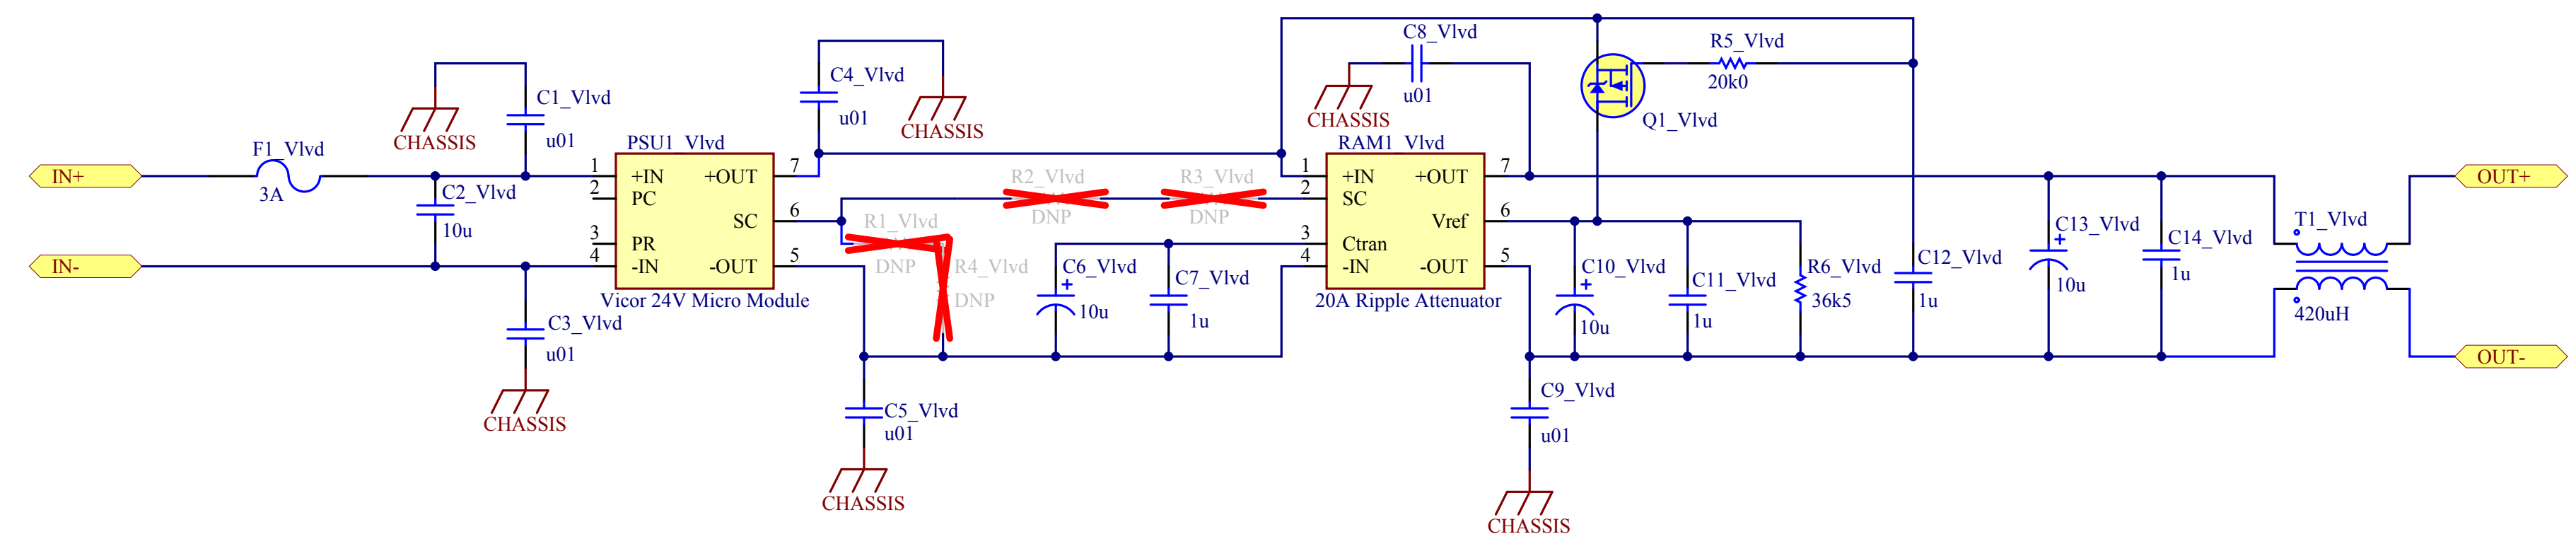 IN+
IN-
F1_Vlvd
3A
CHASSIS
C1_Vlvd
u01
C2_Vlvd
10u
C3_Vlvd
u01
CHASSIS
PSU1_Vlvd
1
+IN
2
PC
3
PR
4
-IN
+OUT
7
SC
6
-OUT
5
Vicor 24V Micro Module
C4_Vlvd
u01
CHASSIS
R1_Vlvd
DNP
R2_Vlvd
DNP
R3_Vlvd
DNP
R4_Vlvd
DNP
C5_Vlvd
u01
CHASSIS
C6_Vlvd
+
10u
C7_Vlvd
1u
C8_Vlvd
u01
CHASSIS
RAM1_Vlvd
1
+IN
2
SC
3
Ctran
4
-IN
+OUT
7
Vref
6
-OUT
5
20A Ripple Attenuator
C9_Vlvd
u01
CHASSIS
Q1_Vlvd
R5_Vlvd
20k0
C10_Vlvd
+
10u
C11_Vlvd
1u
R6_Vlvd
36k5
C12_Vlvd
1u
C13_Vlvd
+
10u
C14_Vlvd
1u
T1_Vlvd
420uH
OUT+
OUT-